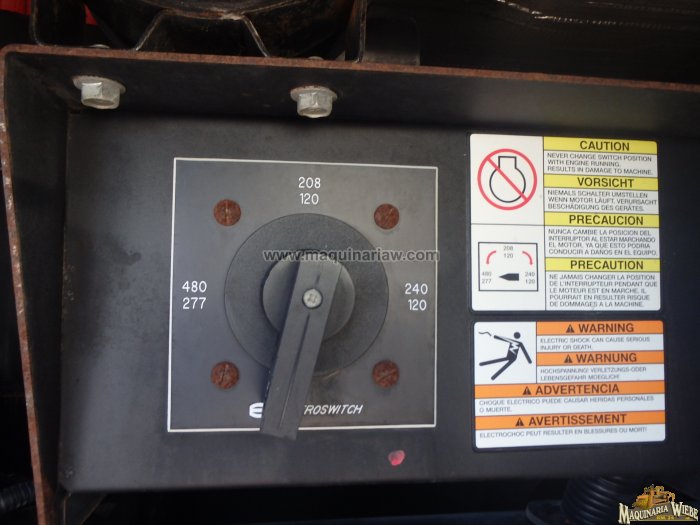 208
120
480
277
240
120
TROSWITCH
www.maquinariaw.com
CAUTION
NEVER CHANGE SWITCH POSITION
WITH ENGINE RUNNING.
RESULTS IN DAMAGE TO MACHINE.
VORSICHT
NIEMALS SCHALTER UMSTELLEN
WENN MOTOR LÄUFT. VERURSACHT
BESCHÄDIGUNG DES GERÄTES.
PRECAUCION
NUNCA CAMBIE LA POSICION DEL
INTERRUPTOR AL ESTAR MARCHANDO
EL MOTOR, YA QUE ESTO PODRIA
CONDUCIR A DAÑOS EN EL EQUIPO.
208
120
480
277
240
120
PRECAUTION
NE JAMAIS CHANGER LA POSITION
DE L'INTERRUPTEUR PENDANT QUE
LE MOTEUR EST EN MARCHE, IL
POURRAIT EN RESULTER RISQUE
DE DOMMAGES A LA MACHINE.
WARNING
ELECTRIC SHOCK CAN CAUSE SERIOUS
INJURY OR DEATH.
WARNUNG
HOCHSPANNUNG! VERLETZUNGS-ODER
LEBENSGEFAHR MOEGLICH!
ADVERTENCIA
CHOQUE ELECTRICO PUEDE CAUSAR HERIDAS PERSONALES
O MUERTE.
AVERTISSEMENT
ELECTROCHOC PEUT RESULTER EN BLESSURES OU MORT!
MAQUINARIA WIEBE